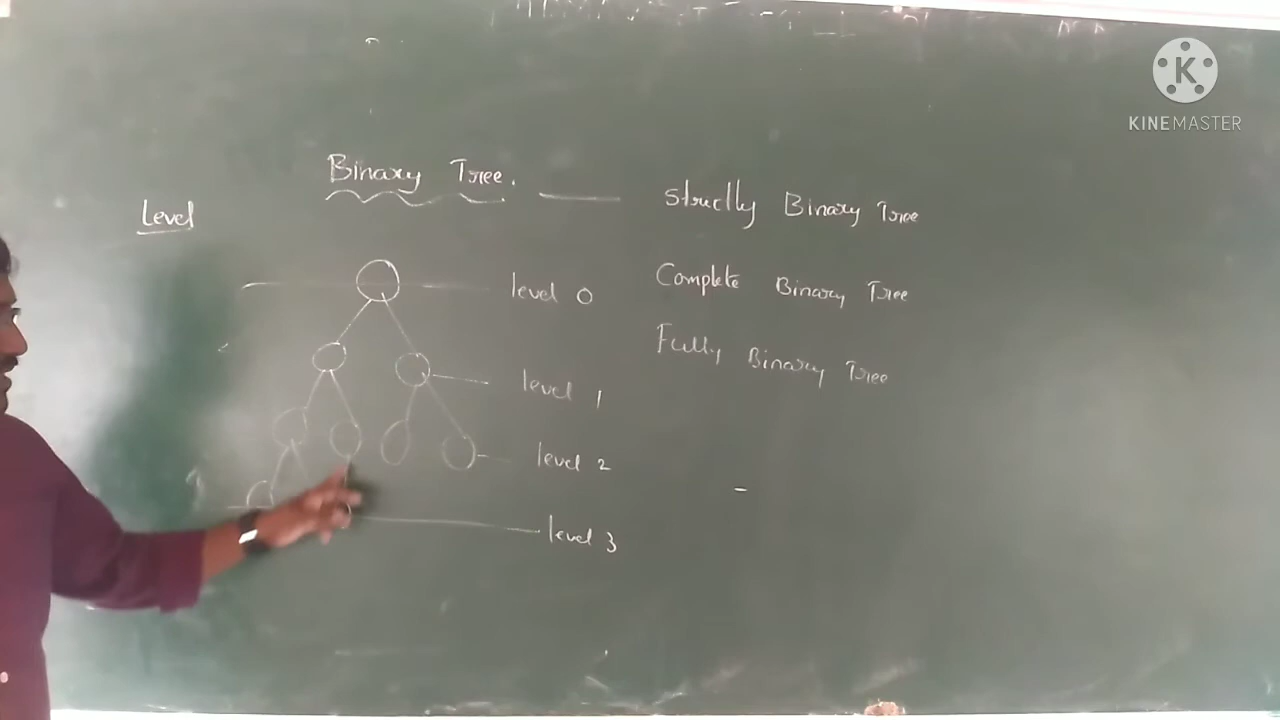 KINEMASTER
Binary Tree.
Strictly Binary Tree
Level
level 0
Complete Binary Tree
Fully Binary Tree
level 1
level 2
level 3